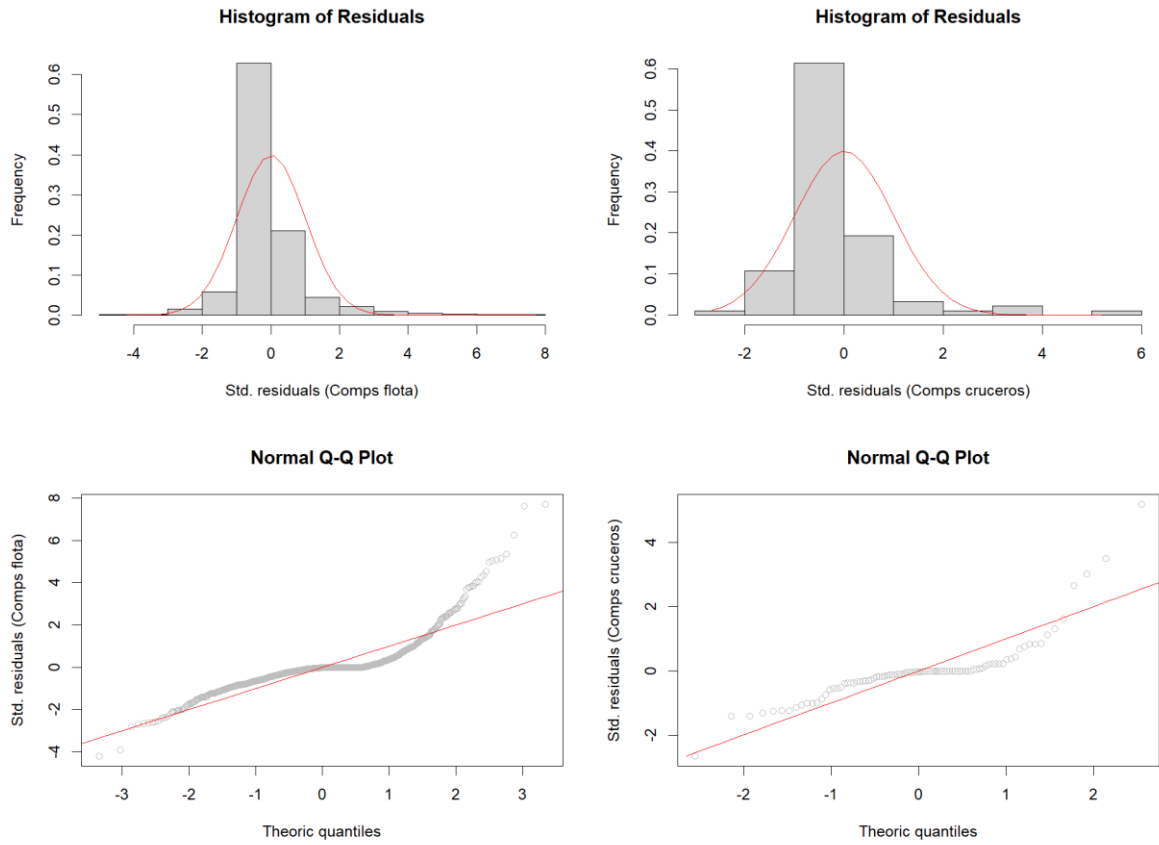 Histogram of Residuals
Frequency
0.0 0.1 0.2 0.3 0.4 0.5 0.6
-4 -2 0 2 4 6 8
Std. residuals (Comps flota)
Histogram of Residuals
Frequency
0.0 0.1 0.2 0.3 0.4 0.5 0.6
-2 0 2 4 6
Std. residuals (Comps cruceros)
Normal Q-Q Plot
Std. residuals (Comps flota)
-4 -2 0 2 4 6 8
-3 -2 -1 0 1 2 3
Theoric quantiles
Normal Q-Q Plot
Std. residuals (Comps cruceros)
-2 0 2 4
-2 -1 0 1 2
Theoric quantiles